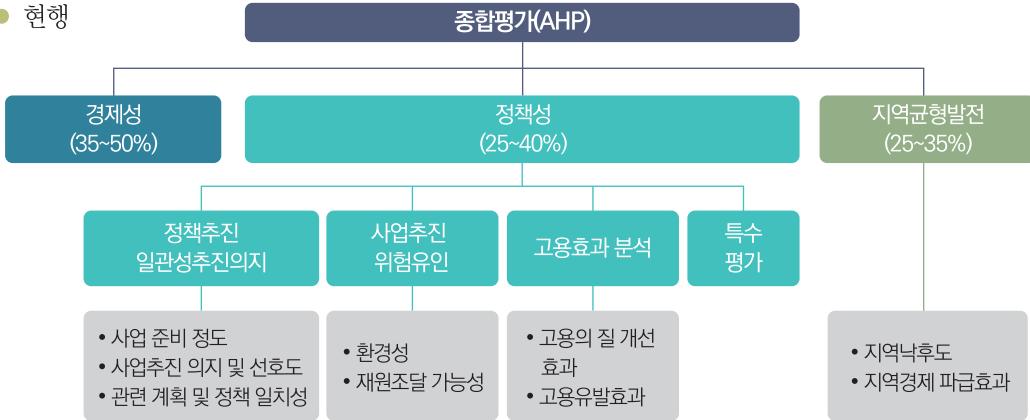 현행
종합평가(AHP)
경제성
(35~50%)
정책성
(25~40%)
지역균형발전
(25~35%)
정책추진
일관성추진의지
사업추진
위험유인
고용효과 분석
특수
평가
• 사업 준비 정도
• 사업추진 의지 및 선호도
• 관련 계획 및 정책 일치성
• 환경성
• 재원조달 가능성
• 고용의 질 개선
효과
• 고용유발효과
• 지역낙후도
• 지역경제 파급효과